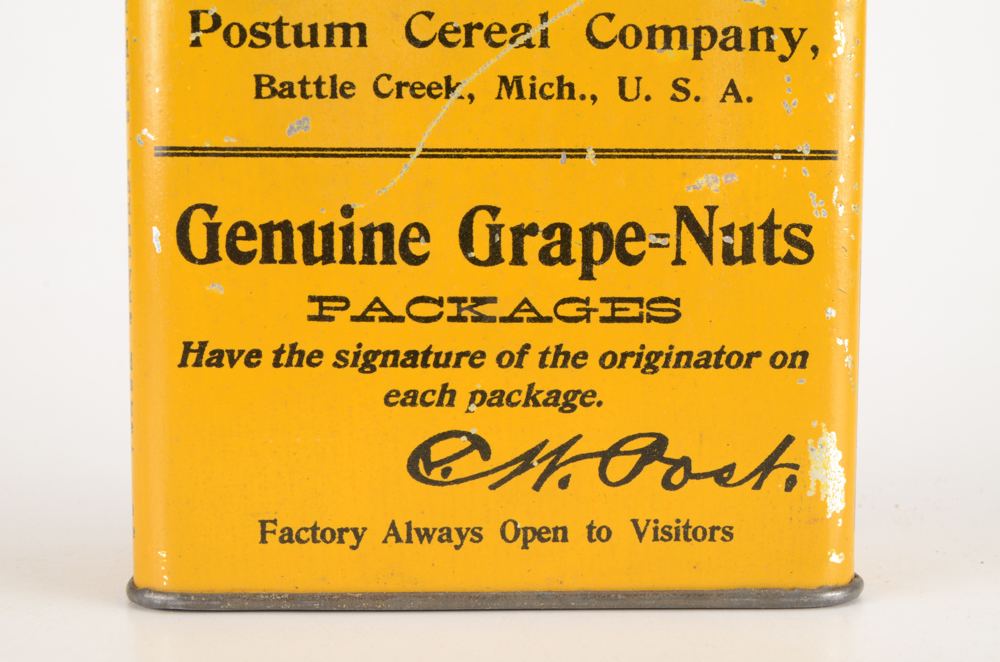 Postum Cereal Company,
Battle Creek, Mich., U. S. A.
Genuine Grape-Nuts
PACKAGES
Have the signature of the originator on
each package.
C. W. Post.
Factory Always Open to Visitors